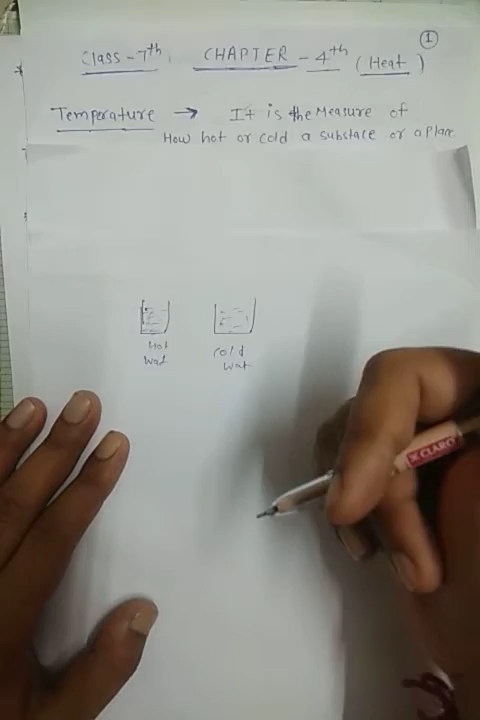 1
Class - 7th : CHAPTER - 4th (Heat)
Temperature → It is the Measure of
How hot or cold a substace or a place
Hot cold
wat wat
CLARO